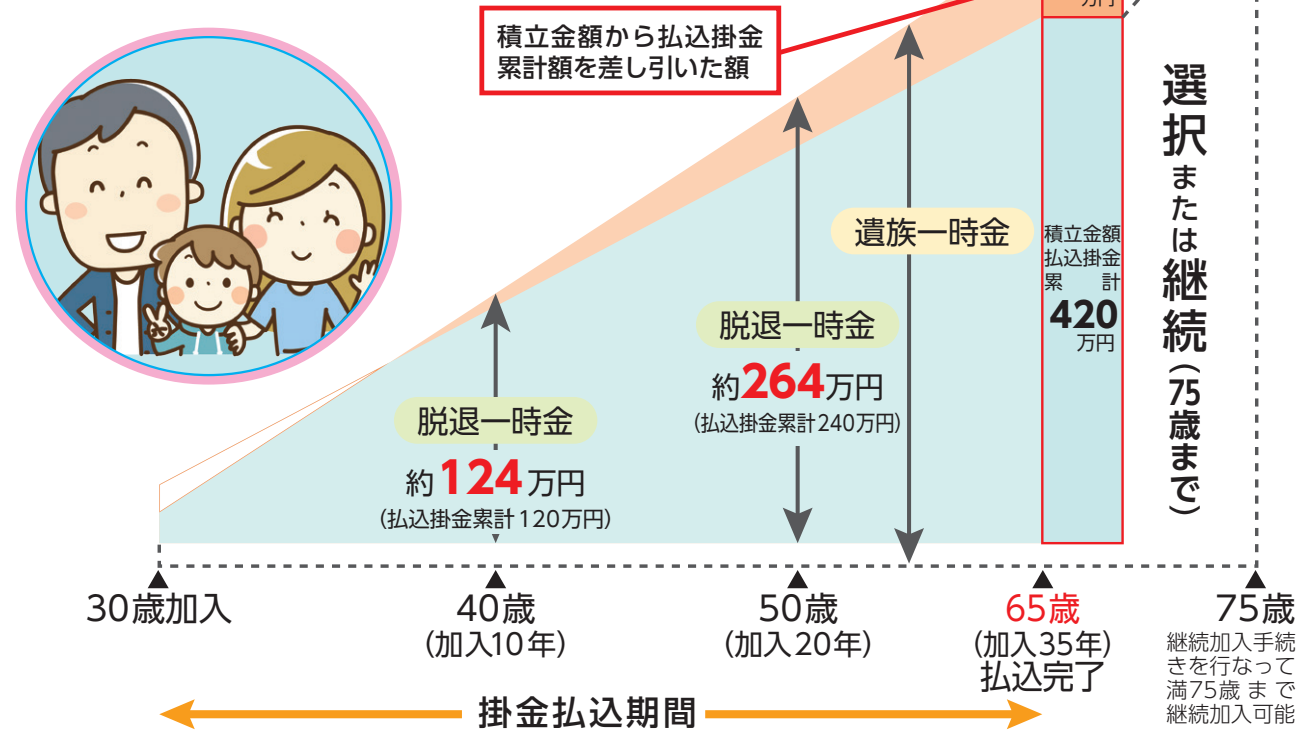 万円
積立金額から払込掛金
累計額を差し引いた額
選択または継続(75歳まで)
遺族一時金
積立金額
払込掛金
累計
420
万円
脱退一時金
約264万円
(払込掛金累計240万円)
脱退一時金
約124万円
(払込掛金累計120万円)
30歳加入
40歳
(加入10年)
50歳
(加入20年)
65歳
(加入35年)
払込完了
75歳
継続加入手続
きを行なって
満75歳まで
継続加入可能
掛金払込期間